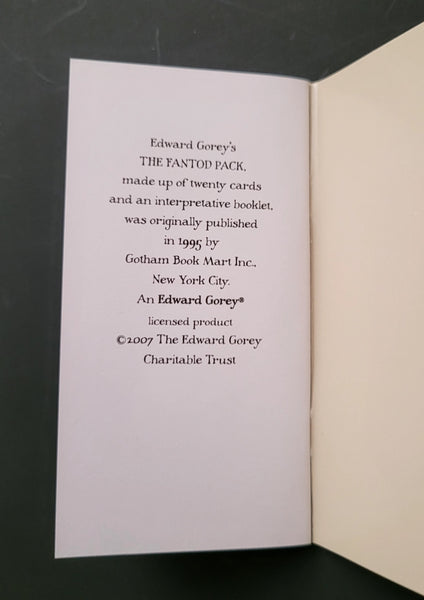 Edward Gorey's
THE FANTOD PACK,
made up of twenty cards
and an interpretative booklet,
was originally published
in 1995 by
Gotham Book Mart Inc.,
New York City.
An Edward Gorey®
licensed product
©2007 The Edward Gorey
Charitable Trust